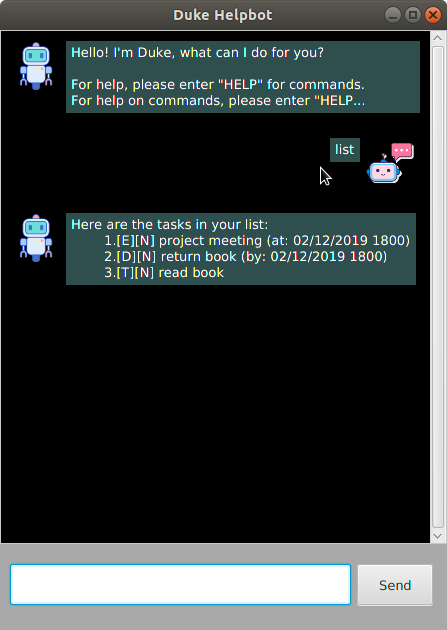 Duke Helpbot
Hello! I'm Duke, what can I do for you?
For help, please enter "HELP" for commands.
For help on commands, please enter "HELP...
list
Here are the tasks in your list:
1.[E][N] project meeting (at: 02/12/2019 1800)
2.[D][N] return book (by: 02/12/2019 1800)
3.[T][N] read book
Send